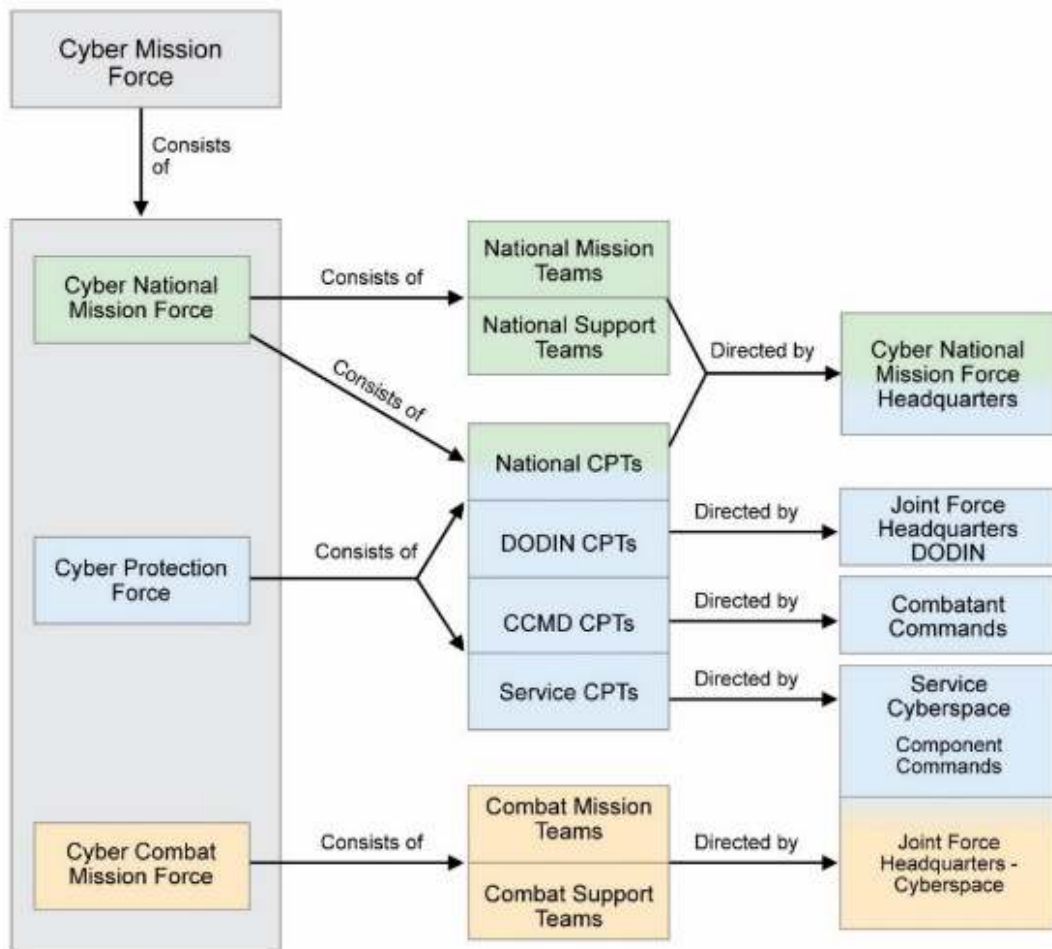 Cyber Mission
Force
Consists
of
Cyber National
Mission Force
Consists of
National Mission
Teams
National Support
Teams
Directed by
Cyber National
Mission Force
Headquarters
Consists of
National CPTs
Cyber Protection
Force
Consists of
DODIN CPTs
Directed by
Joint Force
Headquarters
DODIN
CCMD CPTs
Directed by
Combatant
Commands
Service CPTs
Directed by
Service
Cyberspace
Component
Commands
Cyber Combat
Mission Force
Consists of
Combat Mission
Teams
Combat Support
Teams
Directed by
Joint Force
Headquarters -
Cyberspace